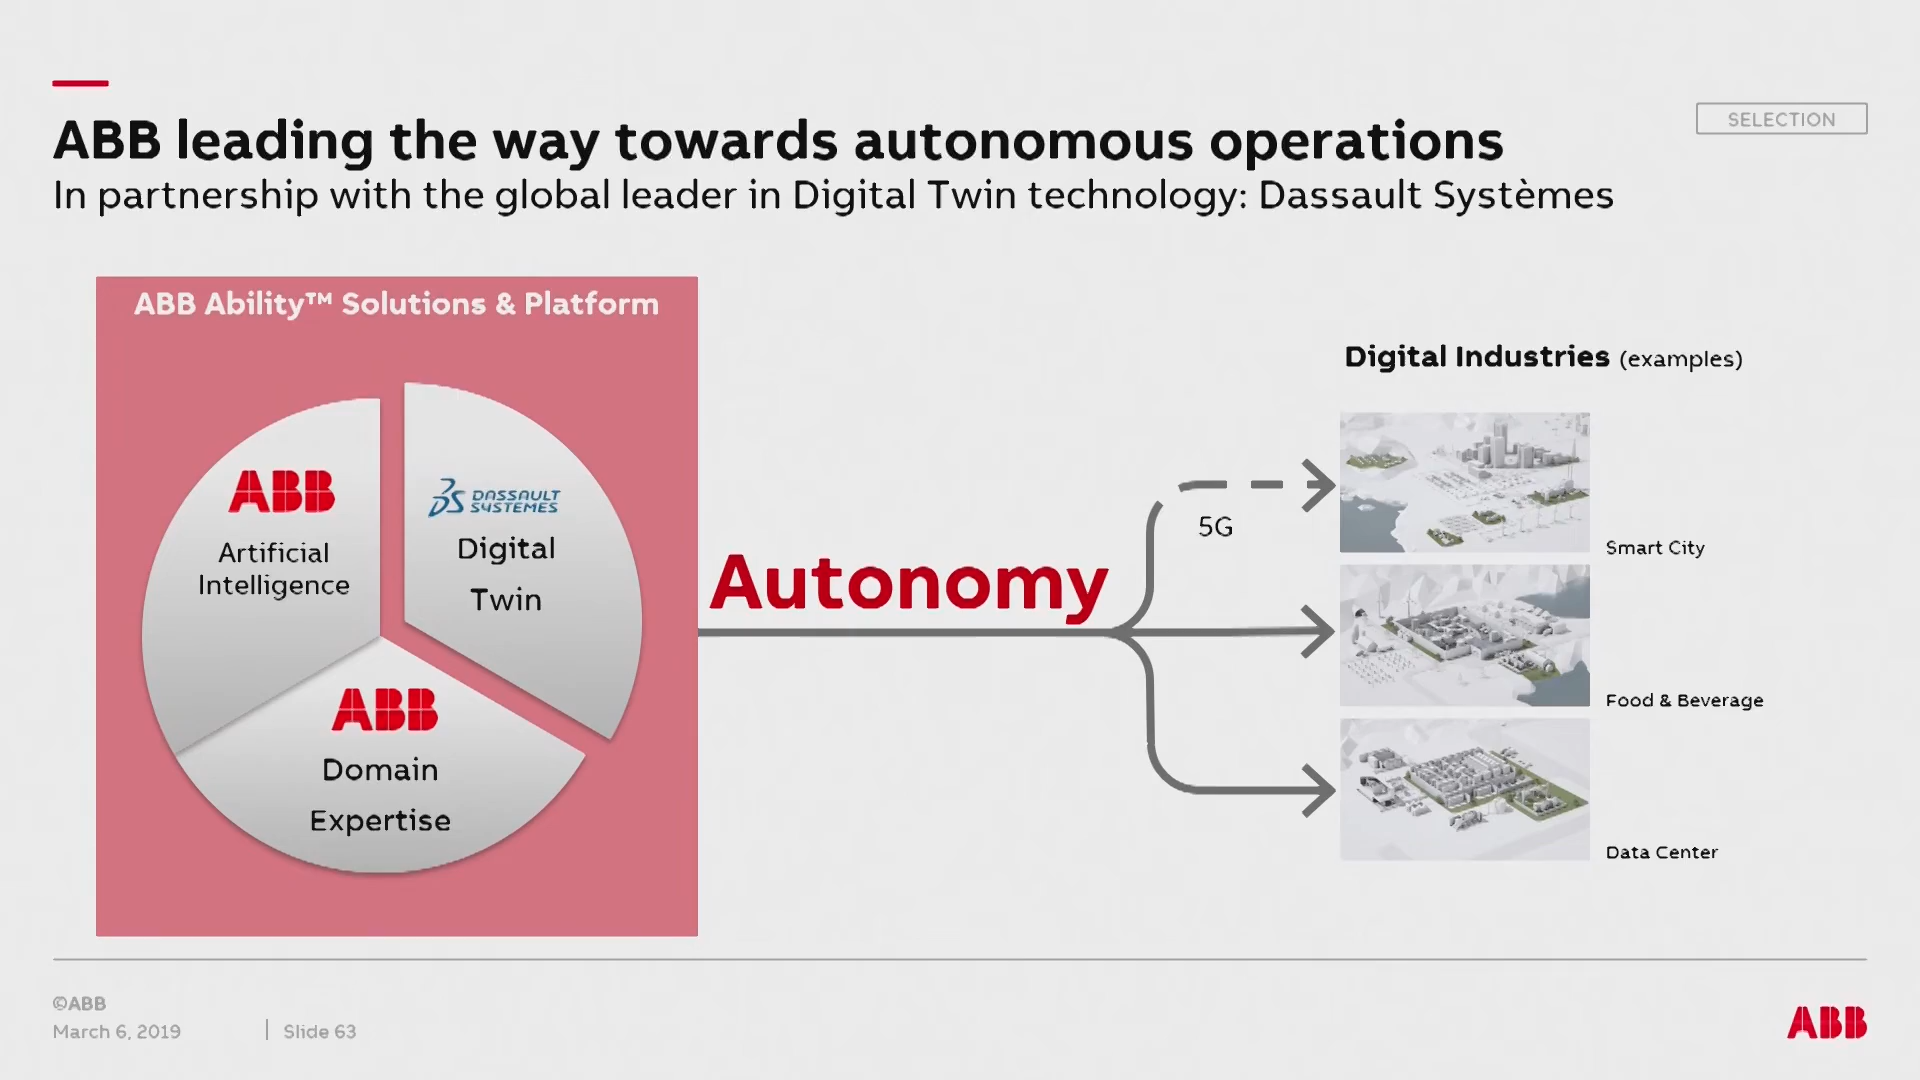 ABB leading the way towards autonomous operations
SELECTION
In partnership with the global leader in Digital Twin technology: Dassault Systèmes
ABB Ability™ Solutions & Platform
ABB
Artificial
Intelligence
DASSAULT
SYSTEMES
Digital
Twin
ABB
Domain
Expertise
Autonomy
5G
Digital Industries (examples)
Smart City
Food & Beverage
Data Center
©ABB
March 6, 2019 | Slide 63
ABB